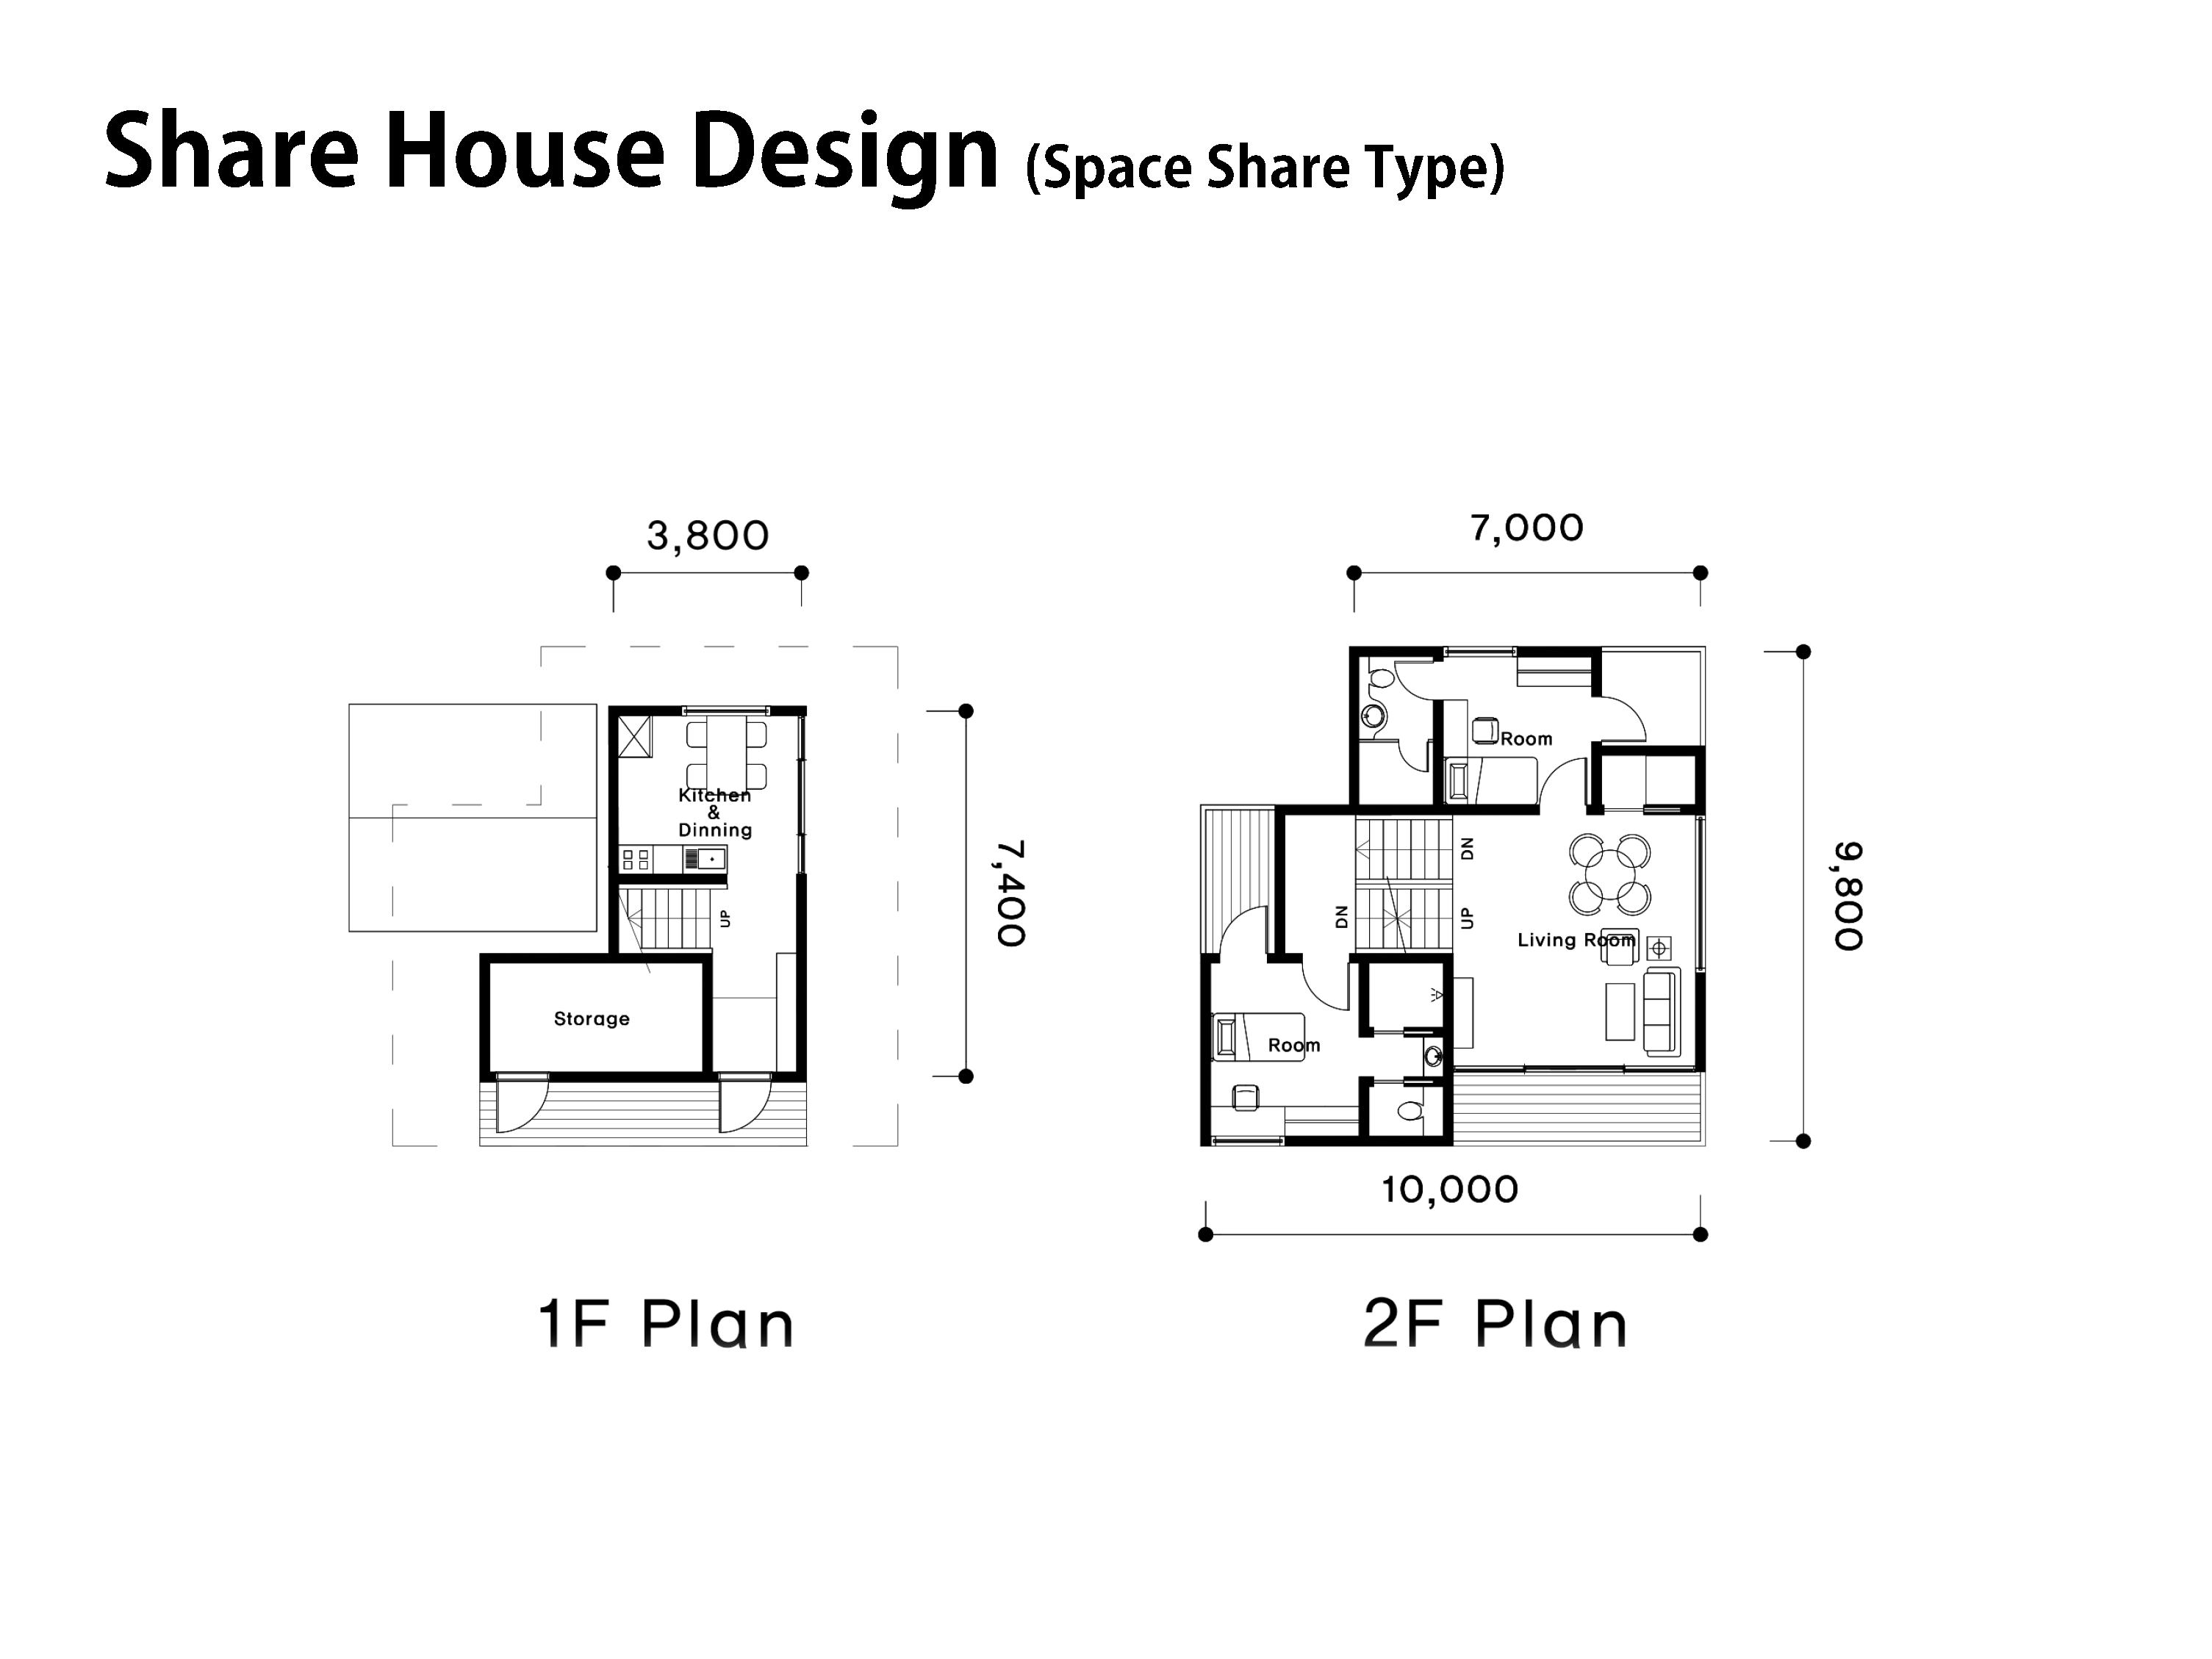 Share House Design (Space Share Type)
3,800
7,400
Kitchen
&
Dinning
UP
Storage
1F Plan
7,000
9,800
Room
DN
DN
UP
Living Room
Room
10,000
2F Plan